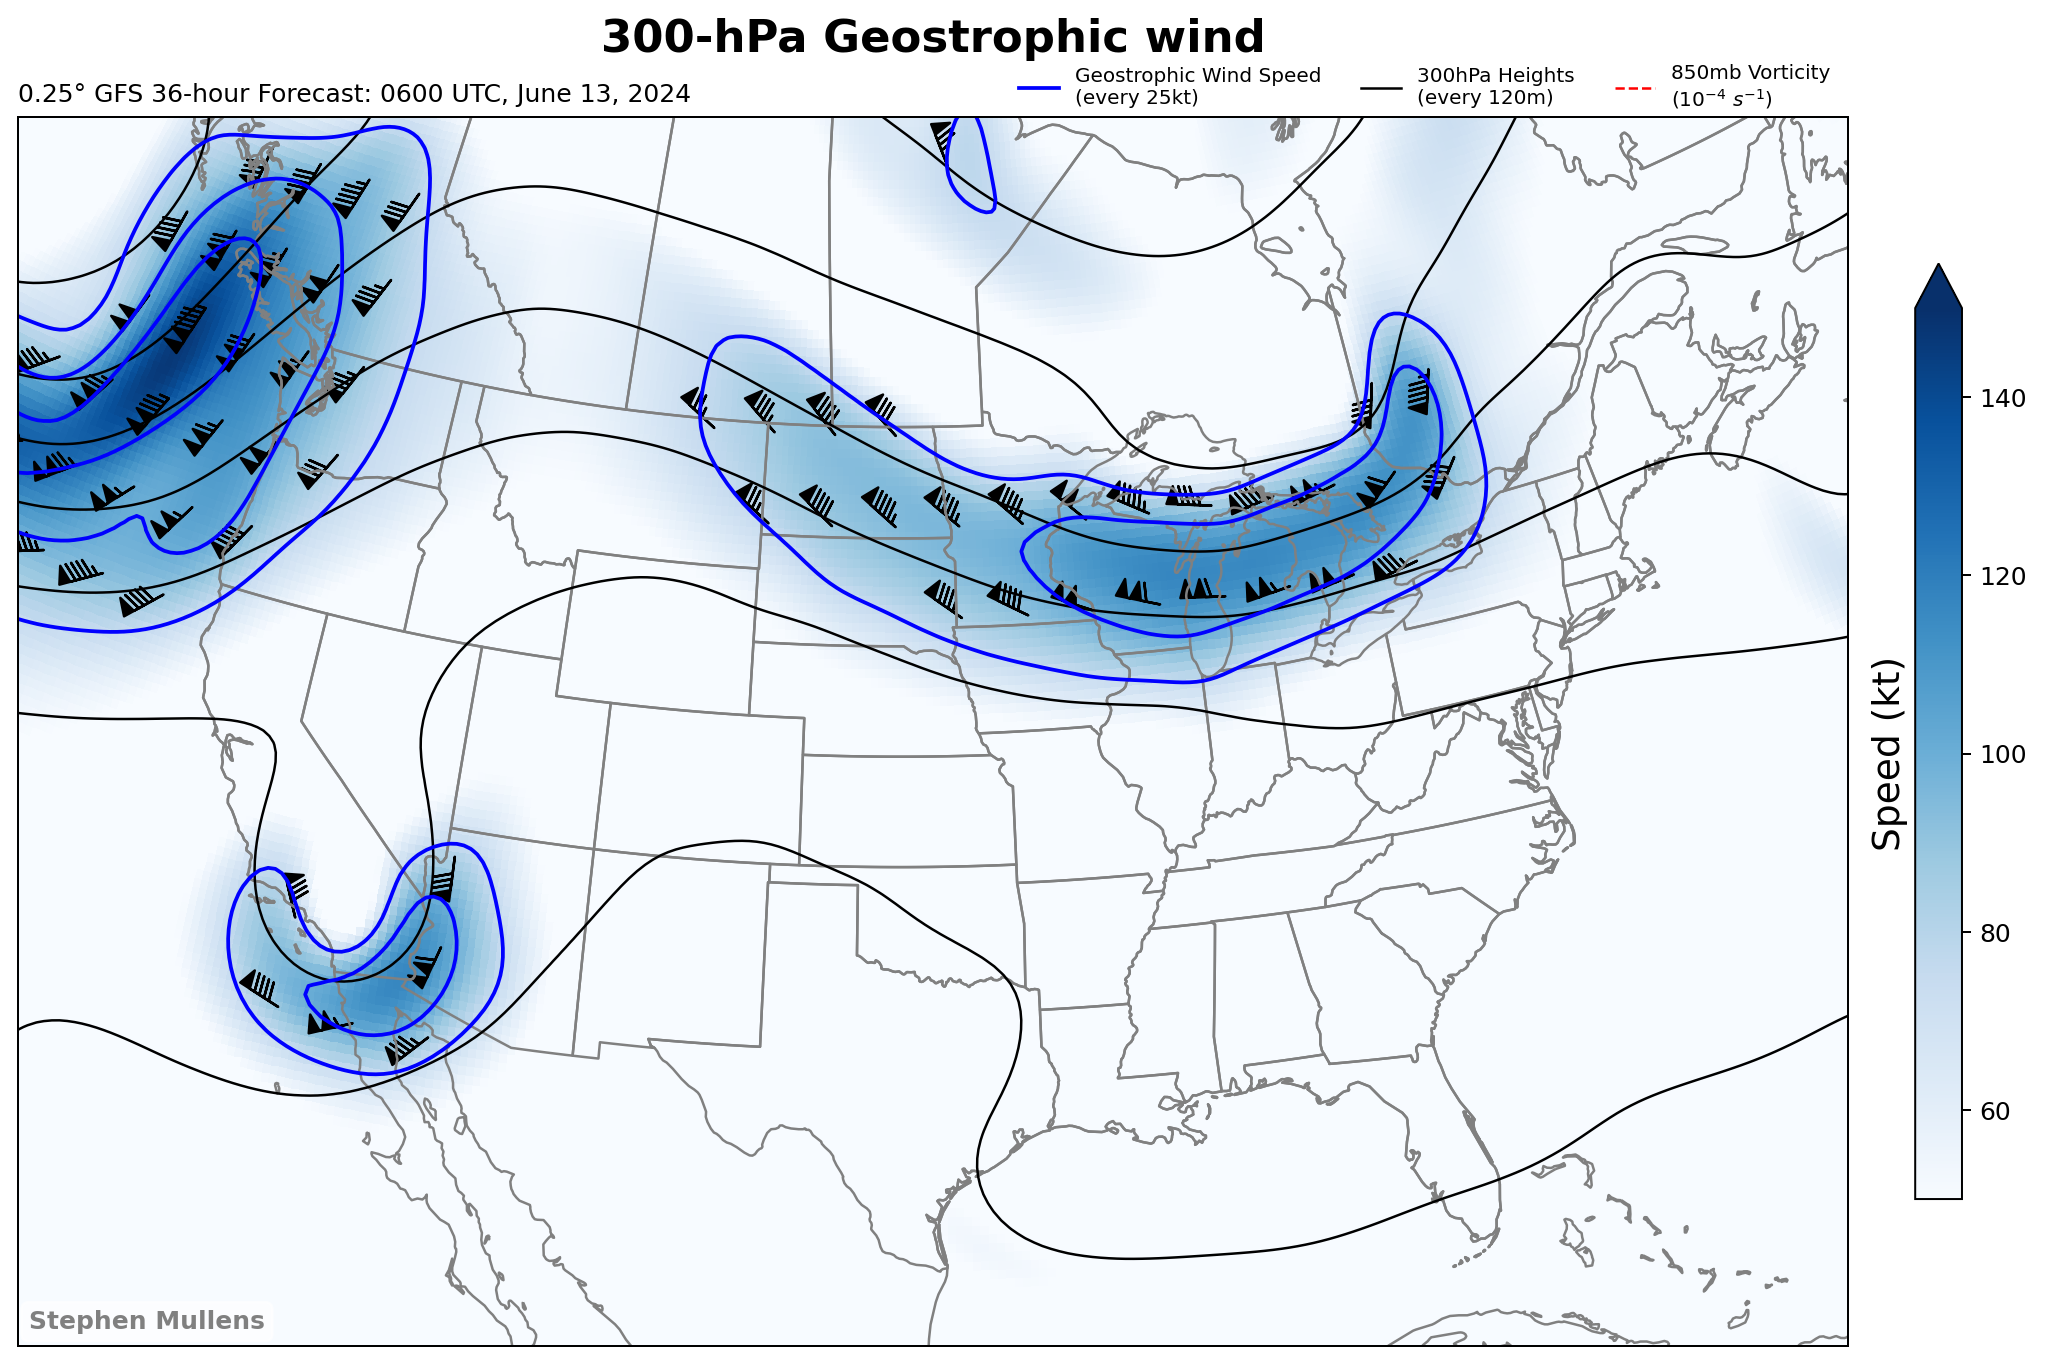 300-hPa Geostrophic wind
0.25° GFS 36-hour Forecast: 0600 UTC, June 13, 2024
Geostrophic Wind Speed
(every 25kt)
300hPa Heights
(every 120m)
850mb Vorticity
(10⁻⁴ s⁻¹)
140
120
100
80
60
Speed (kt)
Stephen Mullens